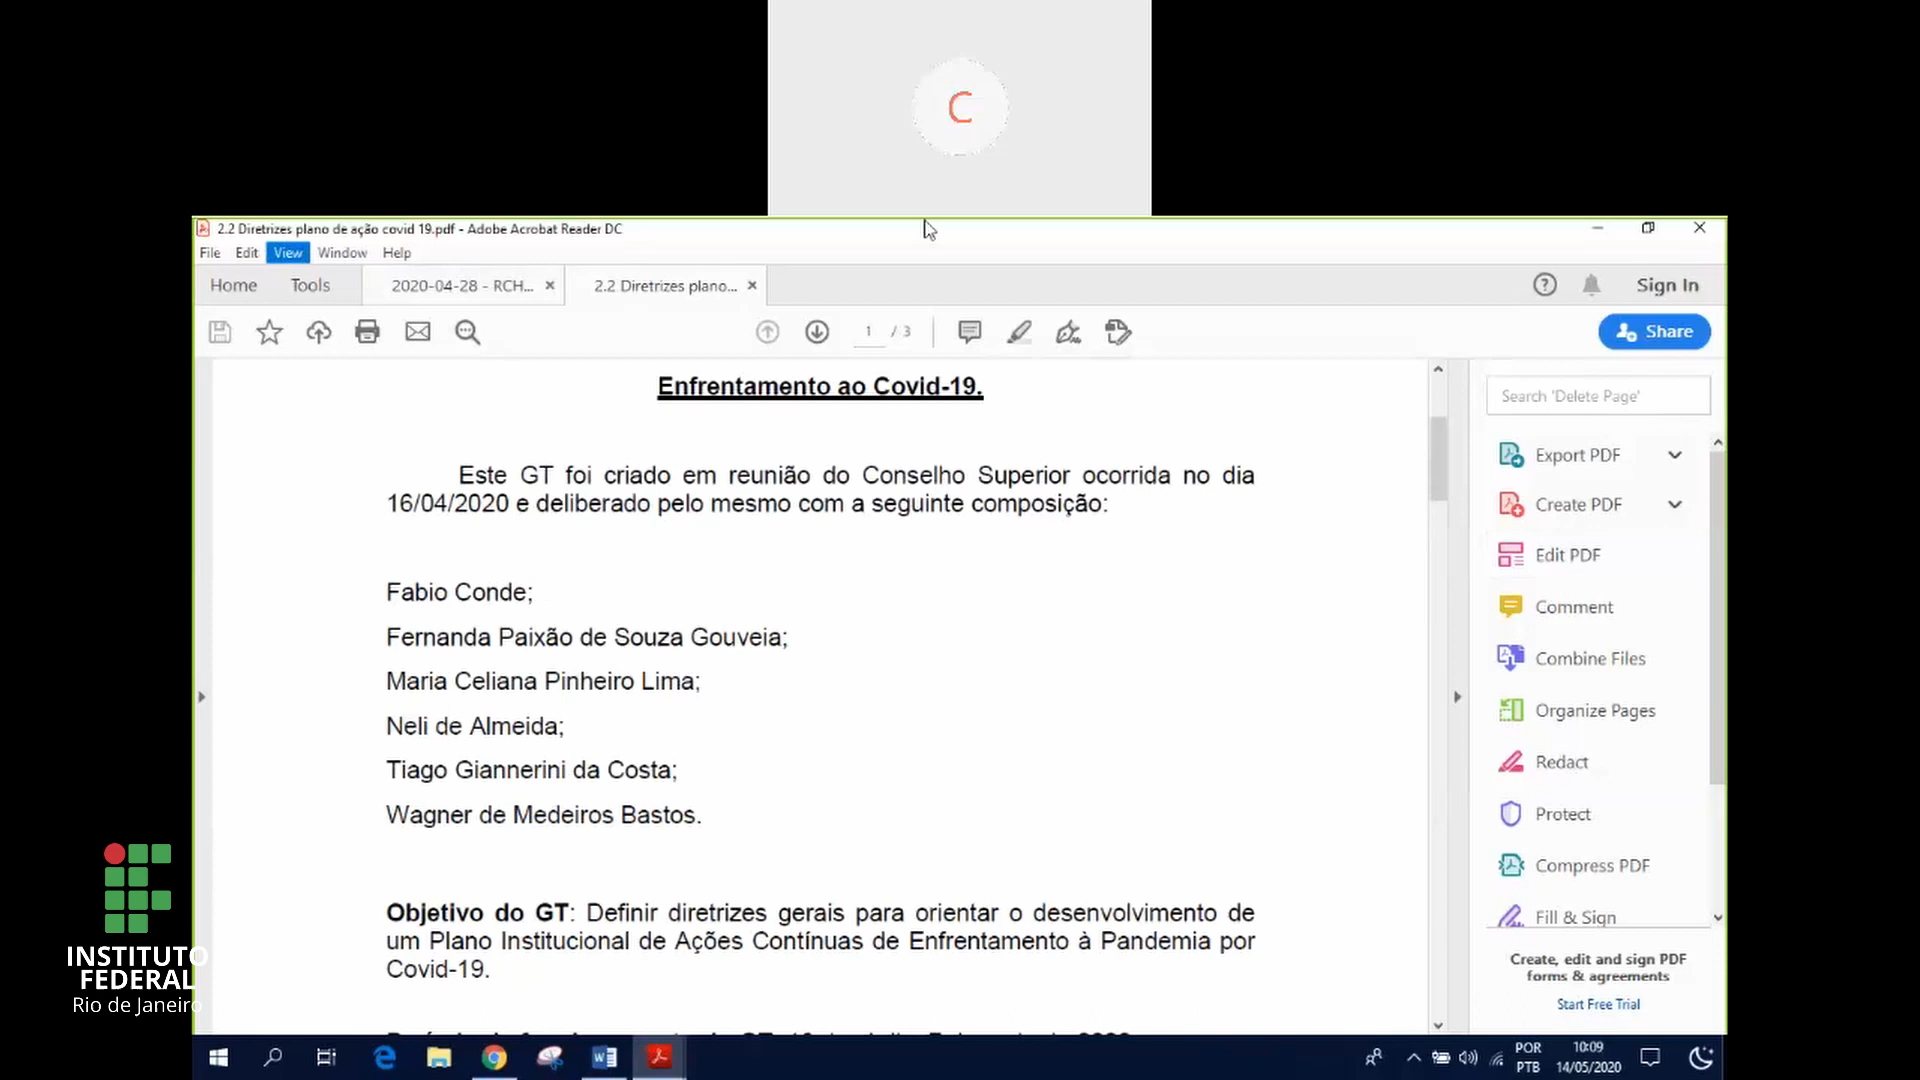 C
2.2 Diretrizes plano de ação covid 19.pdf - Adobe Acrobat Reader DC
File Edit View Window Help
Home Tools 2020-04-28 - RCH... × 2.2 Diretrizes plano... × Sign In
1 / 3 Share
Enfrentamento ao Covid-19.
Este GT foi criado em reunião do Conselho Superior ocorrida no dia
16/04/2020 e deliberado pelo mesmo com a seguinte composição:
Fabio Conde;
Fernanda Paixão de Souza Gouveia;
Maria Celiana Pinheiro Lima;
Neli de Almeida;
Tiago Giannerini da Costa;
Wagner de Medeiros Bastos.
Objetivo do GT: Definir diretrizes gerais para orientar o desenvolvimento de
um Plano Institucional de Ações Contínuas de Enfrentamento à Pandemia por
Covid-19.
Search 'Delete Page'
Export PDF
Create PDF
Edit PDF
Comment
Combine Files
Organize Pages
Redact
Protect
Compress PDF
Fill & Sign
Create, edit and sign PDF
forms & agreements
Start Free Trial
INSTITUTO
FEDERAL
Rio de Janeiro
POR
PTB
10:09
14/05/2020